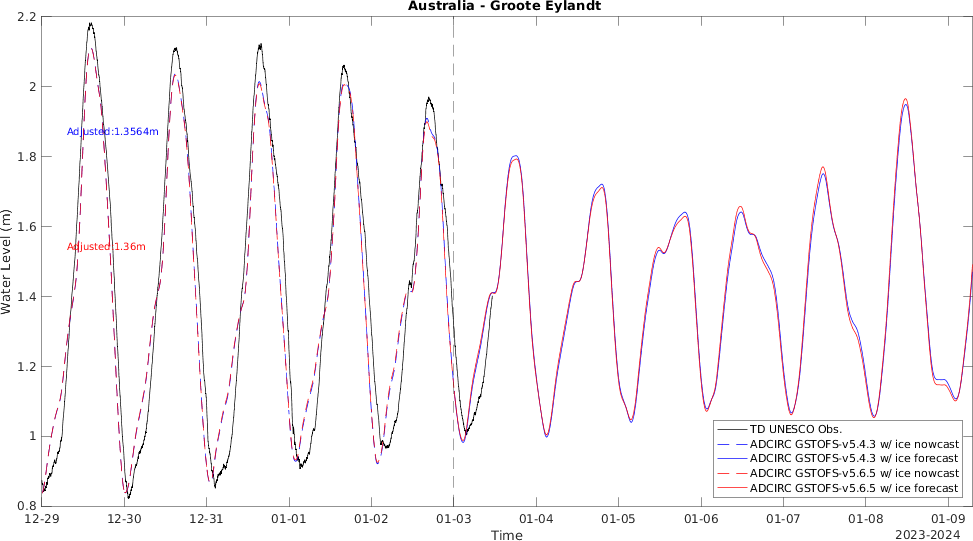 Australia - Groote Eylandt
2.2
2
1.8
1.6
1.4
1.2
1
0.8
Water Level (m)
Adjusted:1.3564m
Adjusted:1.36m
TD UNESCO Obs.
ADCIRC GSTOFS-v5.4.3 w/ ice nowcast
ADCIRC GSTOFS-v5.4.3 w/ ice forecast
ADCIRC GSTOFS-v5.6.5 w/ ice nowcast
ADCIRC GSTOFS-v5.6.5 w/ ice forecast
12-29 12-30 12-31 01-01 01-02 01-03 01-04 01-05 01-06 01-07 01-08 01-09
Time
2023-2024